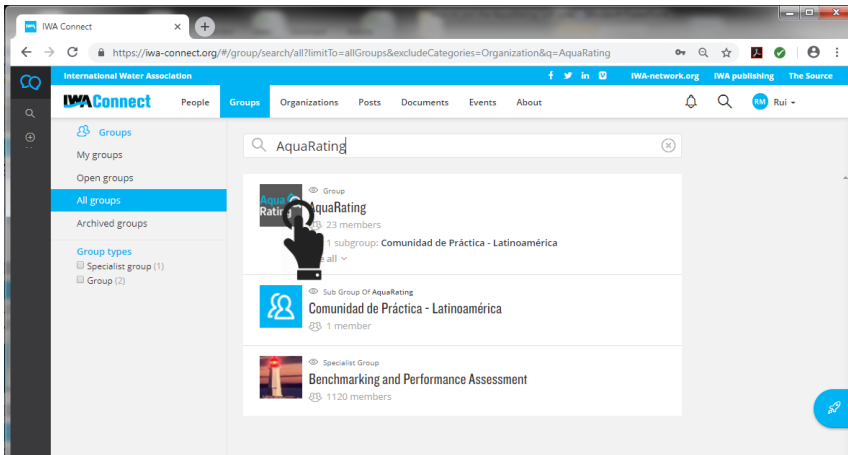 IWA Connect
https://iwa-connect.org/#/group/search/all?limitTo=allGroups&excludeCategories=Organization&q=AquaRating
International Water Association
IWA-network.org IWA publishing The Source
IWAConnect People Groups Organizations Posts Documents Events About RM Rui
Groups
My groups
Open groups
All groups
Archived groups
Group types
Specialist group (1)
Group (2)
AquaRating
Aqua
Rating
Group
AquaRating
23 members
1 subgroup: Comunidad de Práctica - Latinoamérica
all
Sub Group Of AquaRating
Comunidad de Práctica - Latinoamérica
1 member
Specialist Group
Benchmarking and Performance Assessment
1120 members